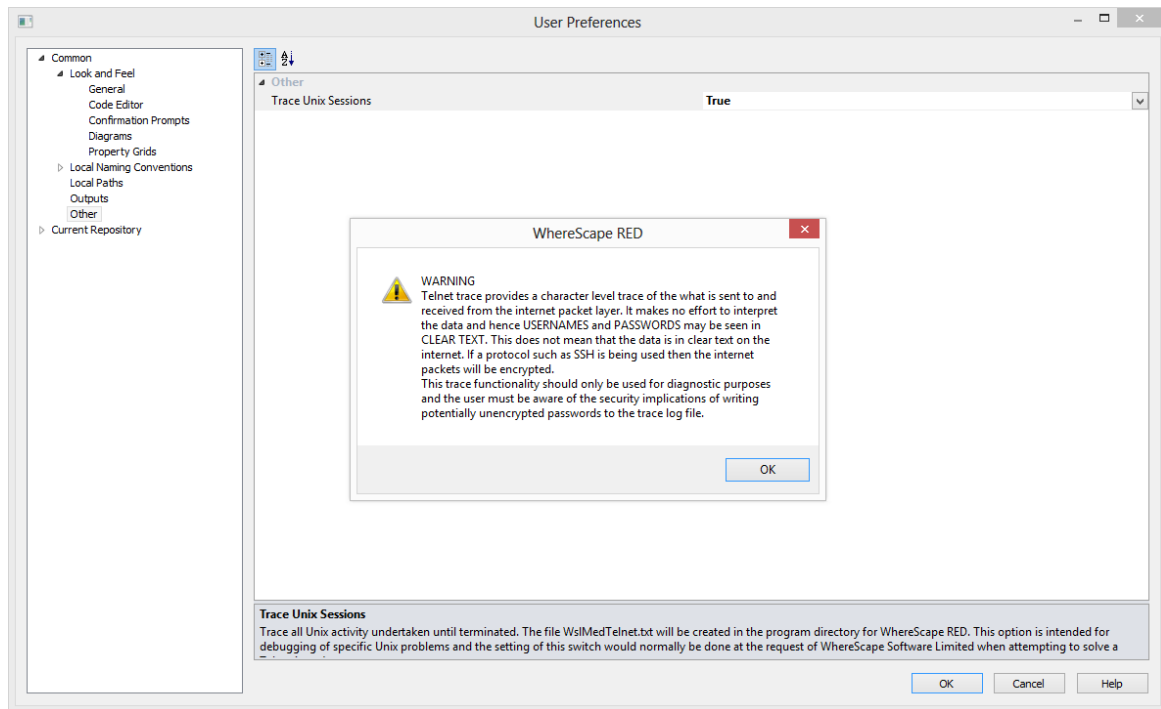 User Preferences
Common
Look and Feel
General
Code Editor
Confirmation Prompts
Diagrams
Property Grids
Local Naming Conventions
Local Paths
Outputs
Other
Current Repository
Other
Trace Unix Sessions True
WhereScape RED
WARNING
Telnet trace provides a character level trace of the what is sent to and
received from the internet packet layer. It makes no effort to interpret
the data and hence USERNAMES and PASSWORDS may be seen in
CLEAR TEXT. This does not mean that the data is in clear text on the
internet. If a protocol such as SSH is being used then the internet
packets will be encrypted.
This trace functionality should only be used for diagnostic purposes
and the user must be aware of the security implications of writing
potentially unencrypted passwords to the trace log file.
OK
Trace Unix Sessions
Trace all Unix activity undertaken until terminated. The file WslMedTelnet.txt will be created in the program directory for WhereScape RED. This option is intended for
debugging of specific Unix problems and the setting of this switch would normally be done at the request of WhereScape Software Limited when attempting to solve a
OK Cancel Help